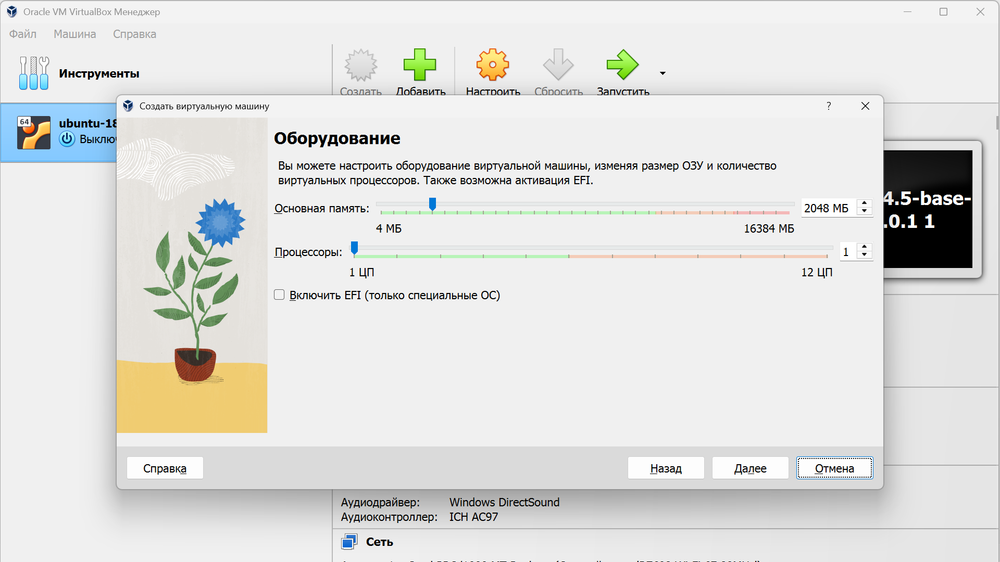 Oracle VM VirtualBox Менеджер
Файл Машина Справка
Инструменты
Создать Добавить Настроить Сбросить Запустить
64
ubuntu-18
Выключ
Создать виртуальную машину
?
Оборудование
Вы можете настроить оборудование виртуальной машины, изменяя размер ОЗУ и количество
виртуальных процессоров. Также возможна активация EFI.
Основная память: 2048 МБ
4 МБ 16384 МБ
Процессоры: 1
1 ЦП 12 ЦП
Включить EFI (только специальные ОС)
4.5-base-
.0.1 1
Справка Назад Далее Отмена
Аудиодрайвер: Windows DirectSound
Аудиоконтроллер: ICH AC97
Сеть